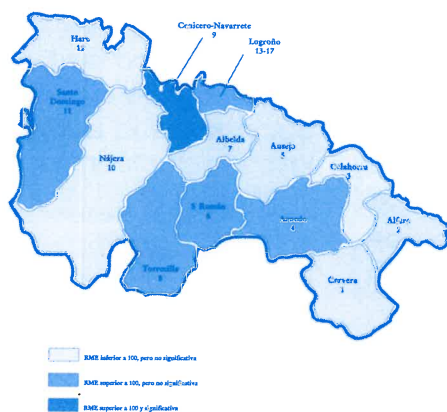 Cenicero-Navarrete
9
Haro
12
Logroño
13-17
Santo
Domingo
11
Albelda
7
Ausejo
5
Nájera
10
Calahorra
3
S. Román
6
Arnedo
4
Alfaro
2
Torrecilla
8
Cervera
1
RME inferior a 100, pero no significativa
RME superior a 100, pero no significativa
RME superior a 100 y significativa